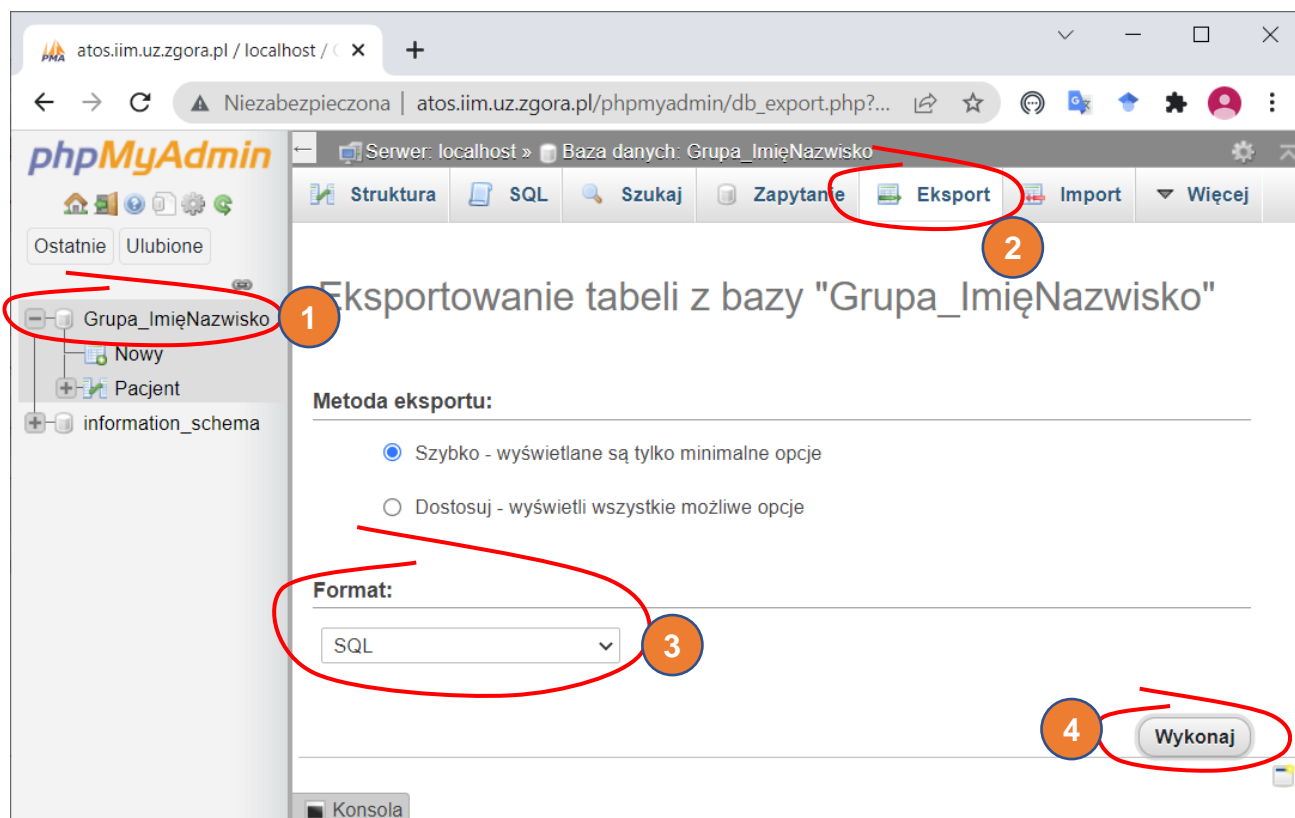 PMA atos.iim.uz.zgora.pl / localhost /
Niezabezpieczona | atos.iim.uz.zgora.pl/phpmyadmin/db_export.php?...
phpMyAdmin
Serwer: localhost » Baza danych: Grupa_ImięNazwisko
Struktura SQL Szukaj Zapytanie Eksport Import Więcej
2
Ostatnie Ulubione
Eksportowanie tabeli z bazy "Grupa_ImięNazwisko"
Grupa_ImięNazwisko 1
Nowy
Pacjent
information_schema
Metoda eksportu:
Szybko - wyświetlane są tylko minimalne opcje
Dostosuj - wyświetli wszystkie możliwe opcje
Format:
SQL 3
4 Wykonaj
Konsola